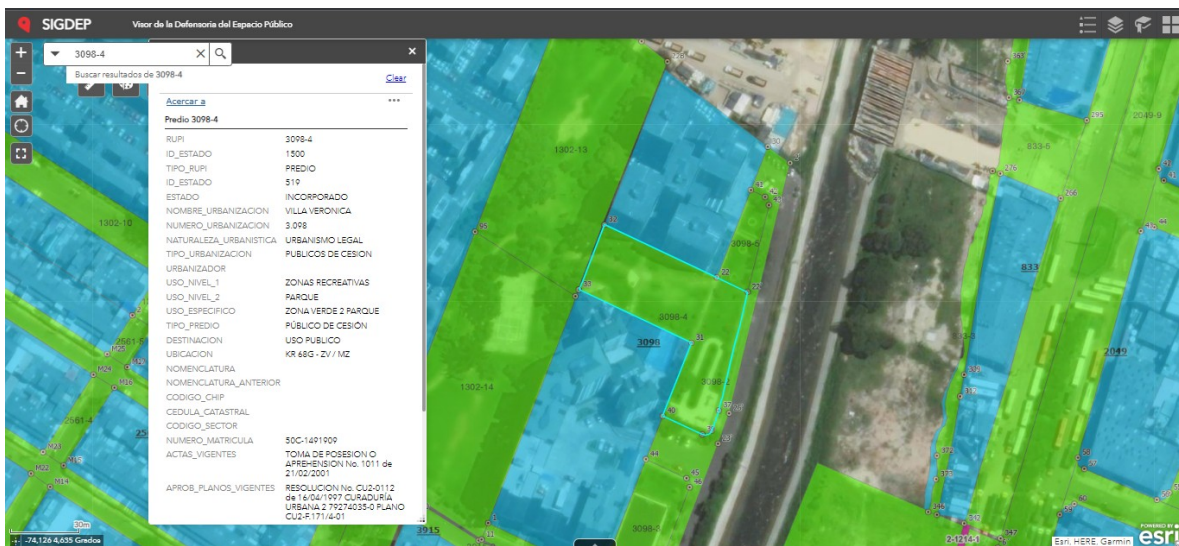 SIGDEP Visor de la Defensoría del Espacio Público
3098-4
Buscar resultados de 3098-4
Clear
Acercar a
Predio 3098-4
RUPI 3098-4
ID_ESTADO 1500
TIPO_RUPI PREDIO
ID_ESTADO 519
ESTADO INCORPORADO
NOMBRE_URBANIZACION VILLA VERONICA
NUMERO_URBANIZACION 3.098
NATURALEZA_URBANISTICA URBANISMO LEGAL
TIPO_URBANIZACION PUBLICOS DE CESION
URBANIZADOR
USO_NIVEL_1 ZONAS RECREATIVAS
USO_NIVEL_2 PARQUE
USO_ESPECIFICO ZONA VERDE 2 PARQUE
TIPO_PREDIO PÚBLICO DE CESIÓN
DESTINACION USO PUBLICO
UBICACION KR 68G - ZV / MZ
NOMENCLATURA
NOMENCLATURA_ANTERIOR
CODIGO_CHIP
CEDULA_CATASTRAL
CODIGO_SECTOR
NUMERO_MATRICULA 50C-1491909
ACTAS_VIGENTES TOMA DE POSESION O
APREHENSION No. 1011 de
21/02/2001
APROB_PLANOS_VIGENTES RESOLUCION No. CU2-0112
de 16/04/1997 CURADURÍA
URBANA 2 79274035-0 PLANO
CU2-F.171/4-01
30m
-74,126 4,635 Grados
1302-10
1302-13
1302-14
3098-5
3098-4
3098
3098-2
3915
833-5
833
2049-9
2049
2561-4
2-1214-1
Esri, HERE, Garmin
POWERED BY
esri